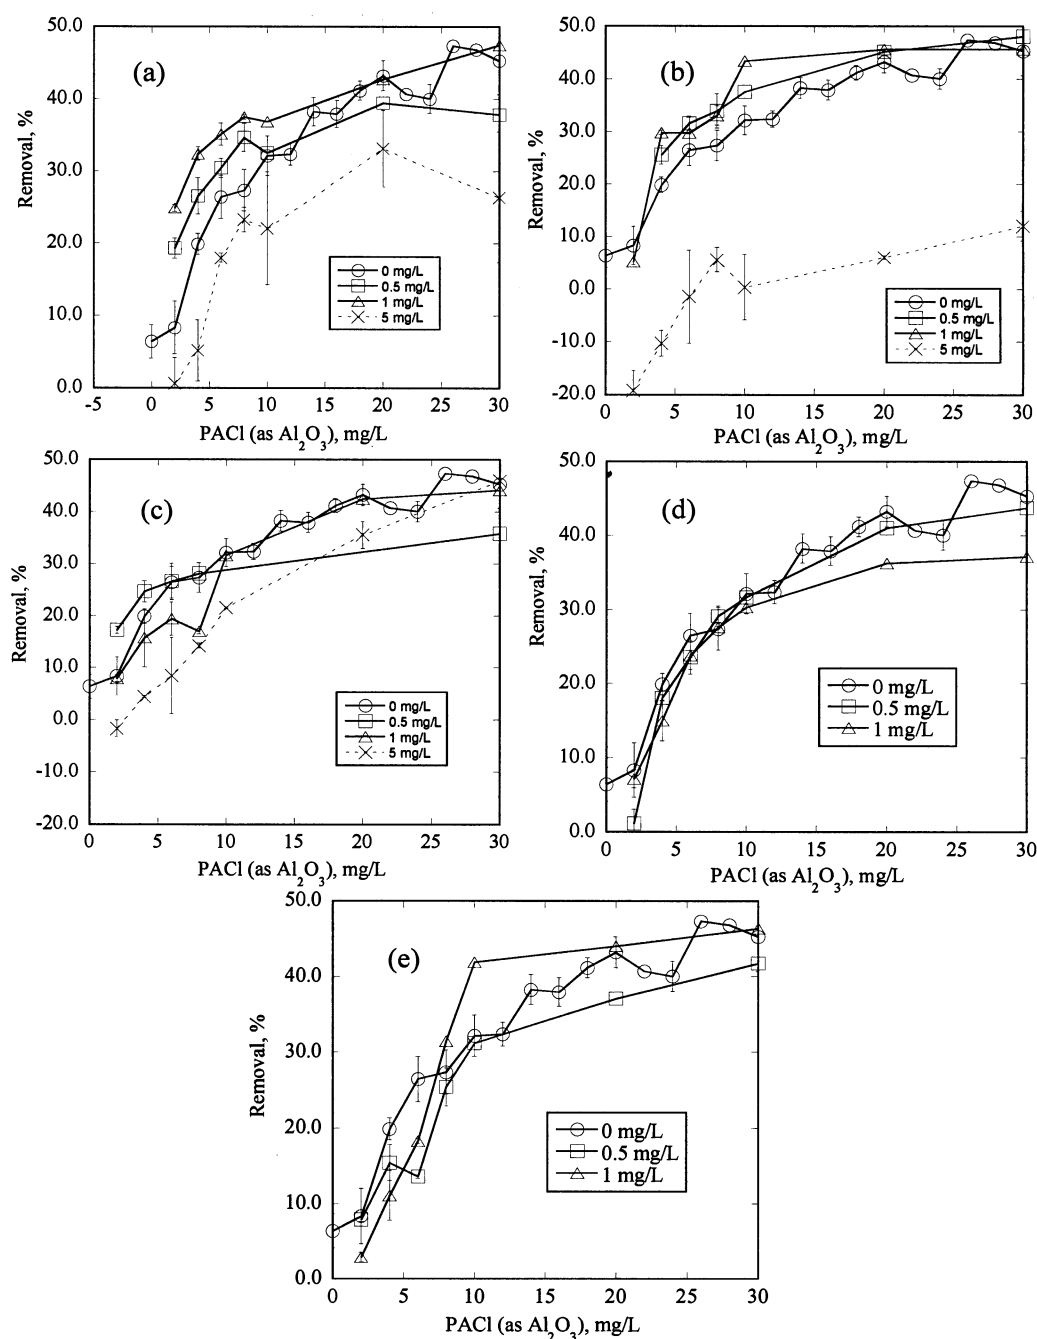 50.0
40.0
30.0
20.0
10.0
0.0
Removal, %
(a)
0 mg/L
0.5 mg/L
1 mg/L
5 mg/L
-5 0 5 10 15 20 25 30
PACl (as Al2O3), mg/L
50.0
40.0
30.0
20.0
10.0
0.0
-10.0
-20.0
Removal, %
(b)
0 mg/L
0.5 mg/L
1 mg/L
5 mg/L
0 5 10 15 20 25 30
PACl (as Al2O3), mg/L
50.0
40.0
30.0
20.0
10.0
0.0
-10.0
-20.0
Removal, %
(c)
0 mg/L
0.5 mg/L
1 mg/L
5 mg/L
0 5 10 15 20 25 30
PACl (as Al2O3), mg/L
50.0
40.0
30.0
20.0
10.0
0.0
Removal, %
(d)
0 mg/L
0.5 mg/L
1 mg/L
0 5 10 15 20 25 30
PACl (as Al2O3), mg/L
50.0
40.0
30.0
20.0
10.0
0.0
Removal, %
(e)
0 mg/L
0.5 mg/L
1 mg/L
0 5 10 15 20 25 30
PACl (as Al2O3), mg/L